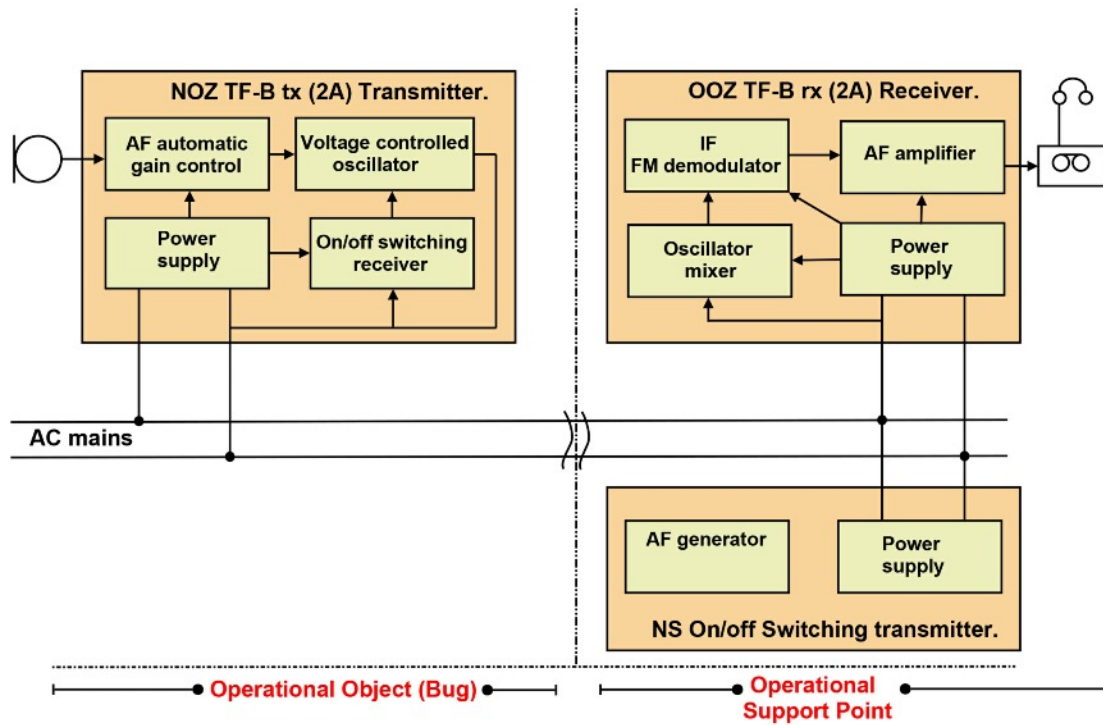 NOZ TF-B tx (2A) Transmitter.
AF automatic
gain control
Voltage controlled
oscillator
Power
supply
On/off switching
receiver
OOZ TF-B rx (2A) Receiver.
IF
FM demodulator
AF amplifier
Oscillator
mixer
Power
supply
AC mains
AF generator
Power
supply
NS On/off Switching transmitter.
Operational Object (Bug)
Operational
Support Point